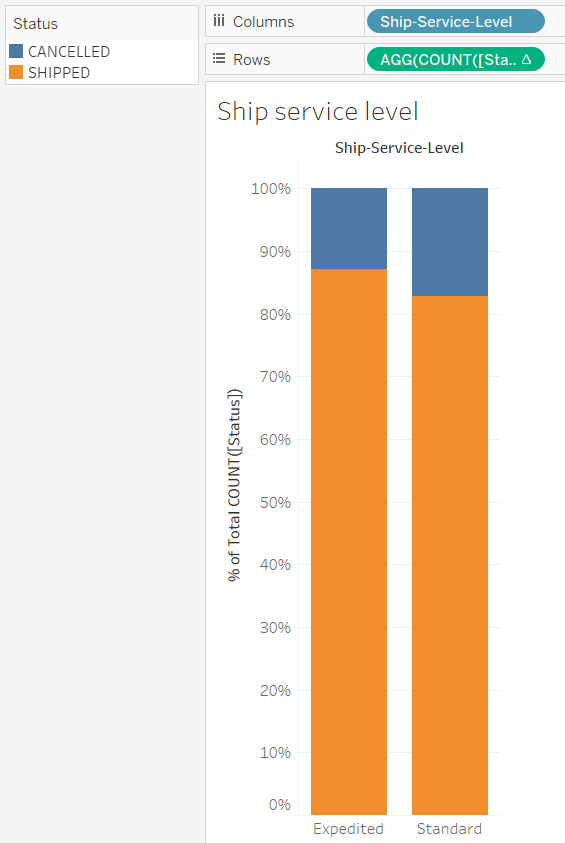 Status
CANCELLED
SHIPPED
Columns
Ship-Service-Level
Rows
AGG(COUNT([Sta.. Δ
Ship service level
Ship-Service-Level
100%
90%
80%
70%
60%
50%
40%
30%
20%
10%
0%
% of Total COUNT([Status])
Expedited
Standard